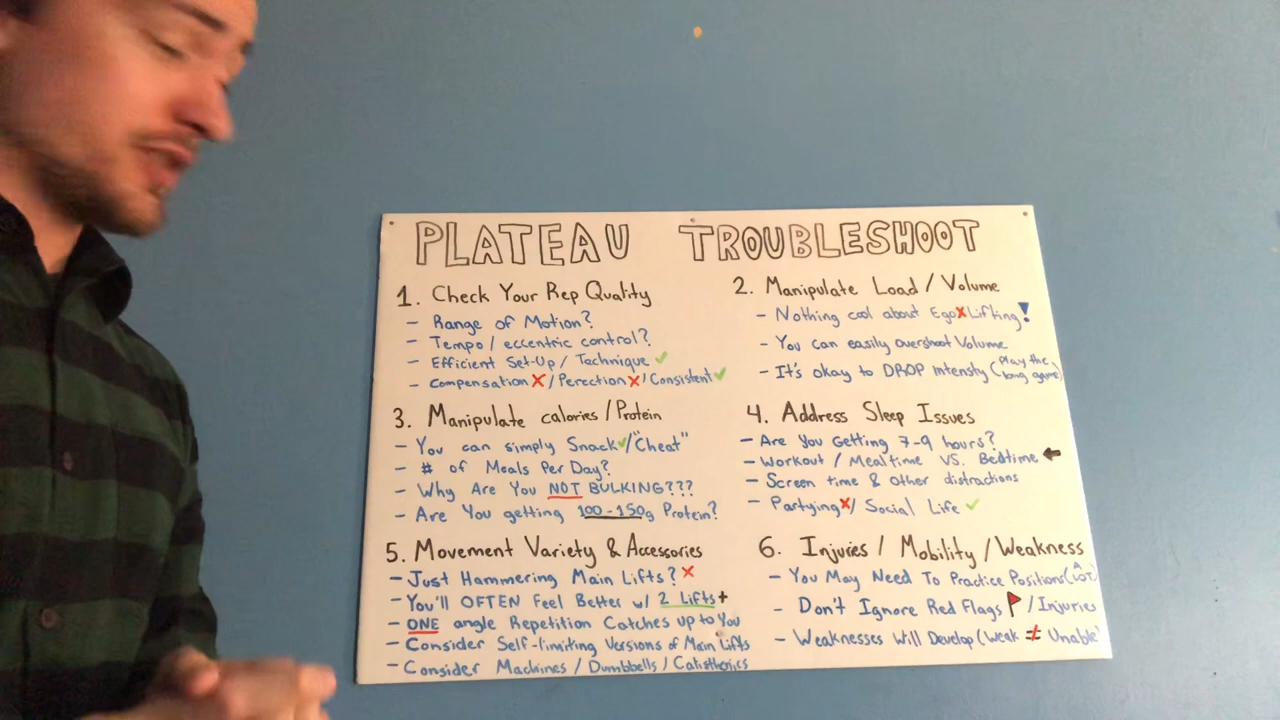 PLATEAU TROUBLESHOOT
1. Check Your Rep Quality
- Range of Motion?
- Tempo / eccentric control?
- Efficient Set-Up / Technique ✓
- Compensation X / Perection X / Consistent ✓
2. Manipulate Load / Volume
- Nothing cool about Ego X Lifting!
- You can easily overshoot Volume
- It's okay to DROP intensty (Play the long game)
3. Manipulate calories / Protein
- You can simply Snack ✓/"Cheat"
- # of Meals Per Day?
- Why Are You NOT BULKING???
- Are You getting 100-150g Protein?
4. Address Sleep Issues
- Are You Getting 7-9 hours?
- Workout / Mealtime VS. Bedtime ←
- Screen time & other distractions
- Partying X / Social Life ✓
5. Movement Variety & Accessories
- Just Hammering Main Lifts? X
- You'll OFTEN Feel Better w/ 2 Lifts +
- ONE angle Repetition Catches up to You
- Consider Self-limiting Versions of Main Lifts
- Consider Machines / Dumbbells / Calisthenics
6. Injuries / Mobility / Weakness
- You May Need To Practice Positions
- Don't Ignore Red Flags / Injuries
- Weaknesses Will Develop (Weak ≠ Unable)